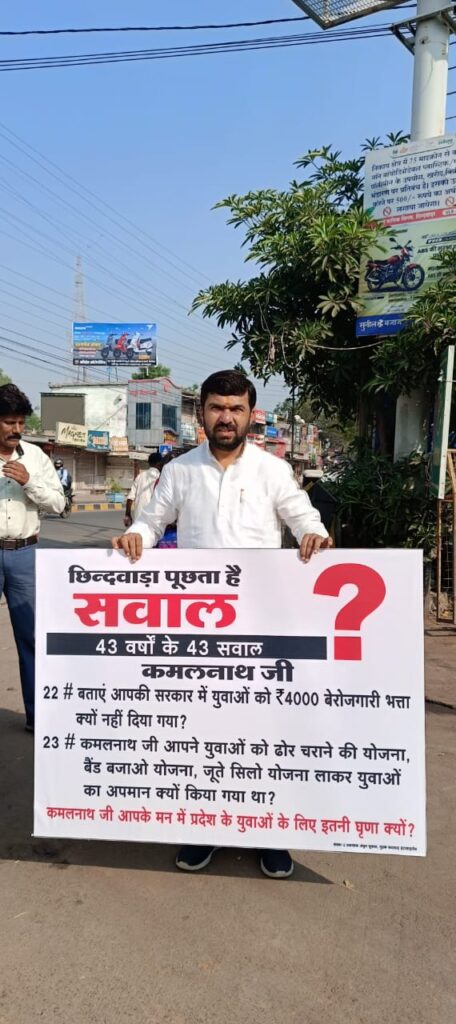 छिन्दवाड़ा पूछता है
सवाल ?
43 वर्षों के 43 सवाल
कमलनाथ जी
22 # बताएं आपकी सरकार में युवाओं को ₹4000 बेरोजगारी भत्ता
क्यों नहीं दिया गया?
23 # कमलनाथ जी आपने युवाओं को ढोर चराने की योजना,
बैंड बजाओ योजना, जूते सिलो योजना लाकर युवाओं
का अपमान क्यों किया गया था?
कमलनाथ जी आपके मन में प्रदेश के युवाओं के लिए इतनी घृणा क्यों?